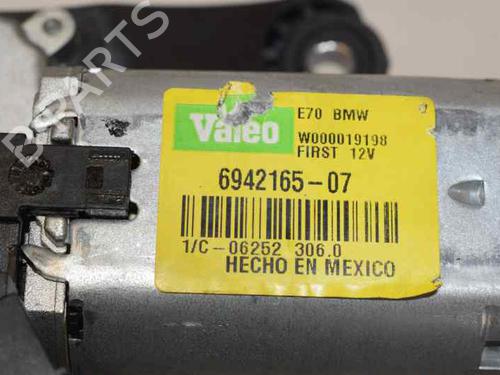 B PARTS
Valeo
E70 BMW
W000019198
FIRST 12V
6942165-07
1/C-06252 306.0
HECHO EN MEXICO